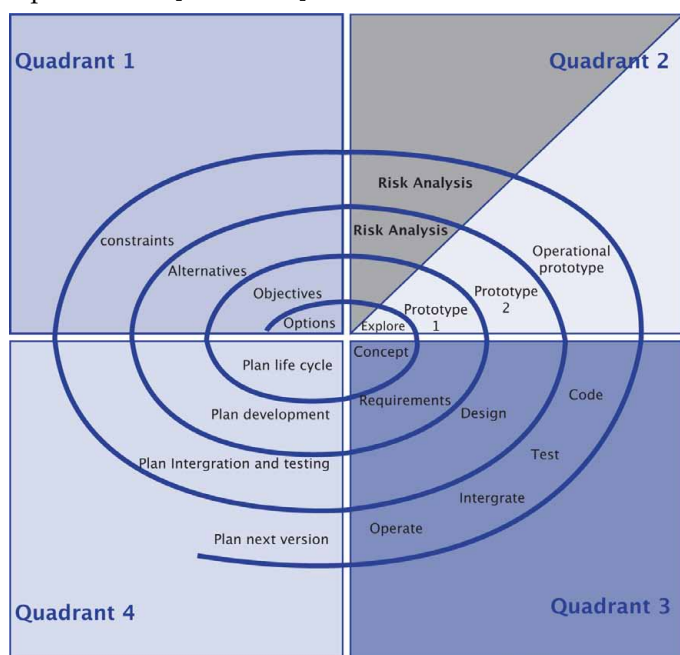 Quadrant 1
Quadrant 2
Risk Analysis
constraints
Risk Analysis
Operational
prototype
Alternatives
Objectives
Prototype
2
Prototype
1
Options
Explore
Concept
Plan life cycle
Requirements
Code
Plan development
Design
Test
Plan Intergration and testing
Intergrate
Operate
Plan next version
Quadrant 4
Quadrant 3